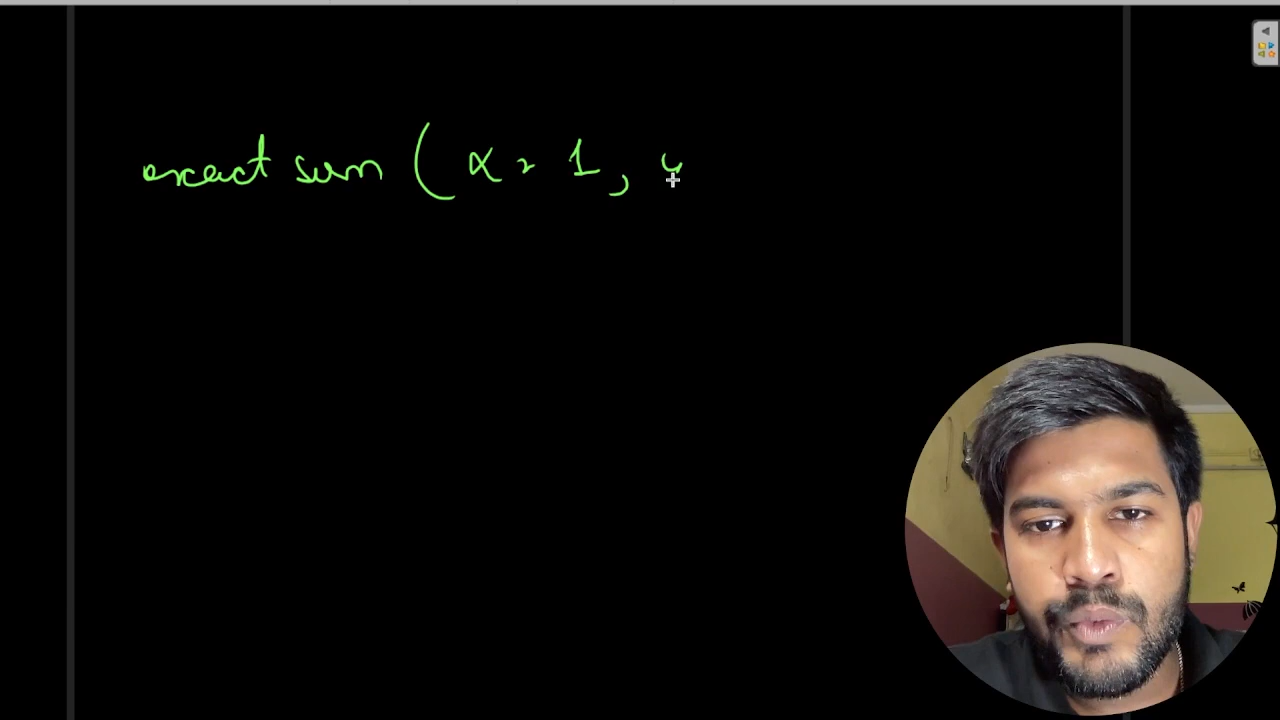 exact sum ( x = 1, y